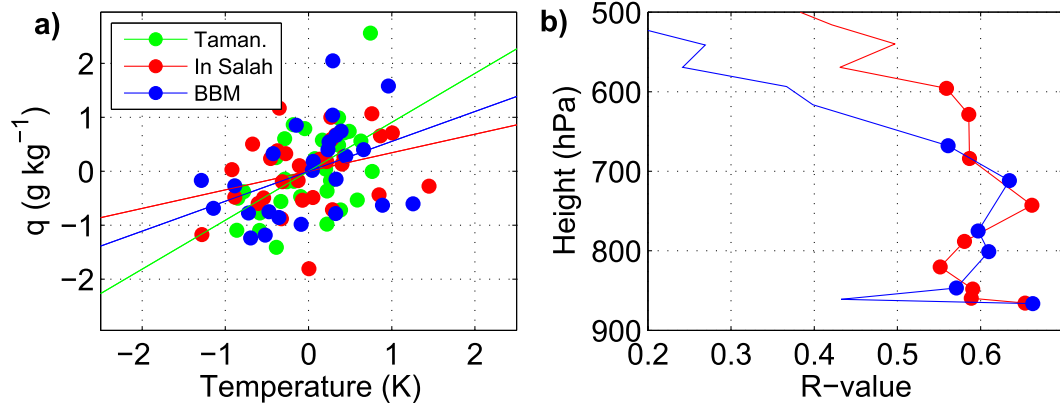 a)
Taman.
In Salah
BBM
2
1
0
−1
−2
q (g kg−1)
−2 −1 0 1 2
Temperature (K)
b)
500
600
700
800
900
Height (hPa)
0.2 0.3 0.4 0.5 0.6
R−value